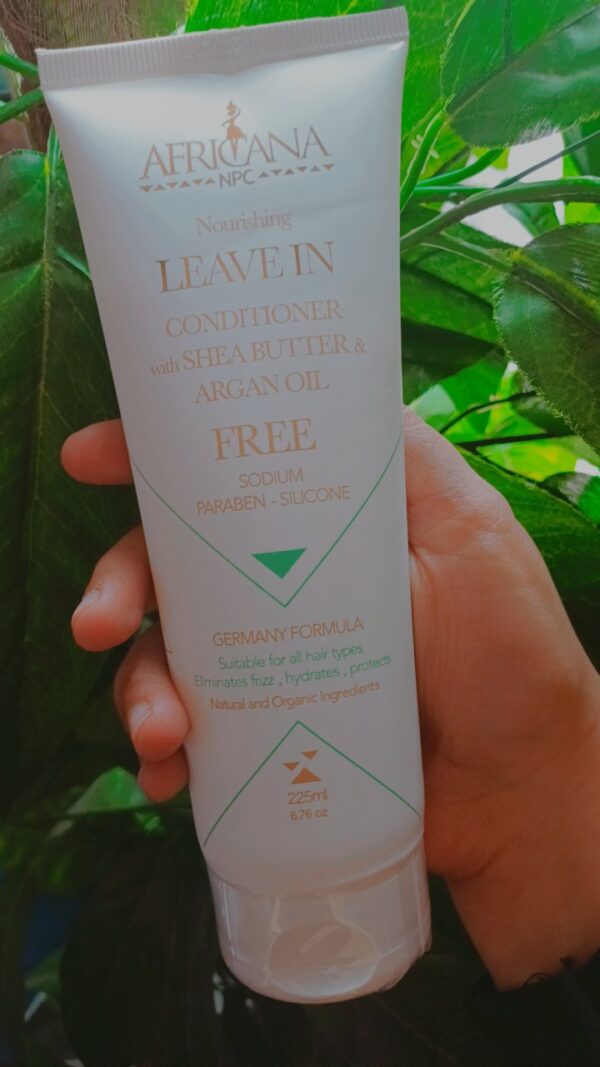 AFRICANA
NPC
Nourishing
LEAVE IN
CONDITIONER
with SHEA BUTTER &
ARGAN OIL
FREE
SODIUM
PARABEN - SILICONE
GERMANY FORMULA
Suitable for all hair types
Eliminates frizz , hydrates , protects
Natural and Organic Ingredients
225ml
6.76 oz